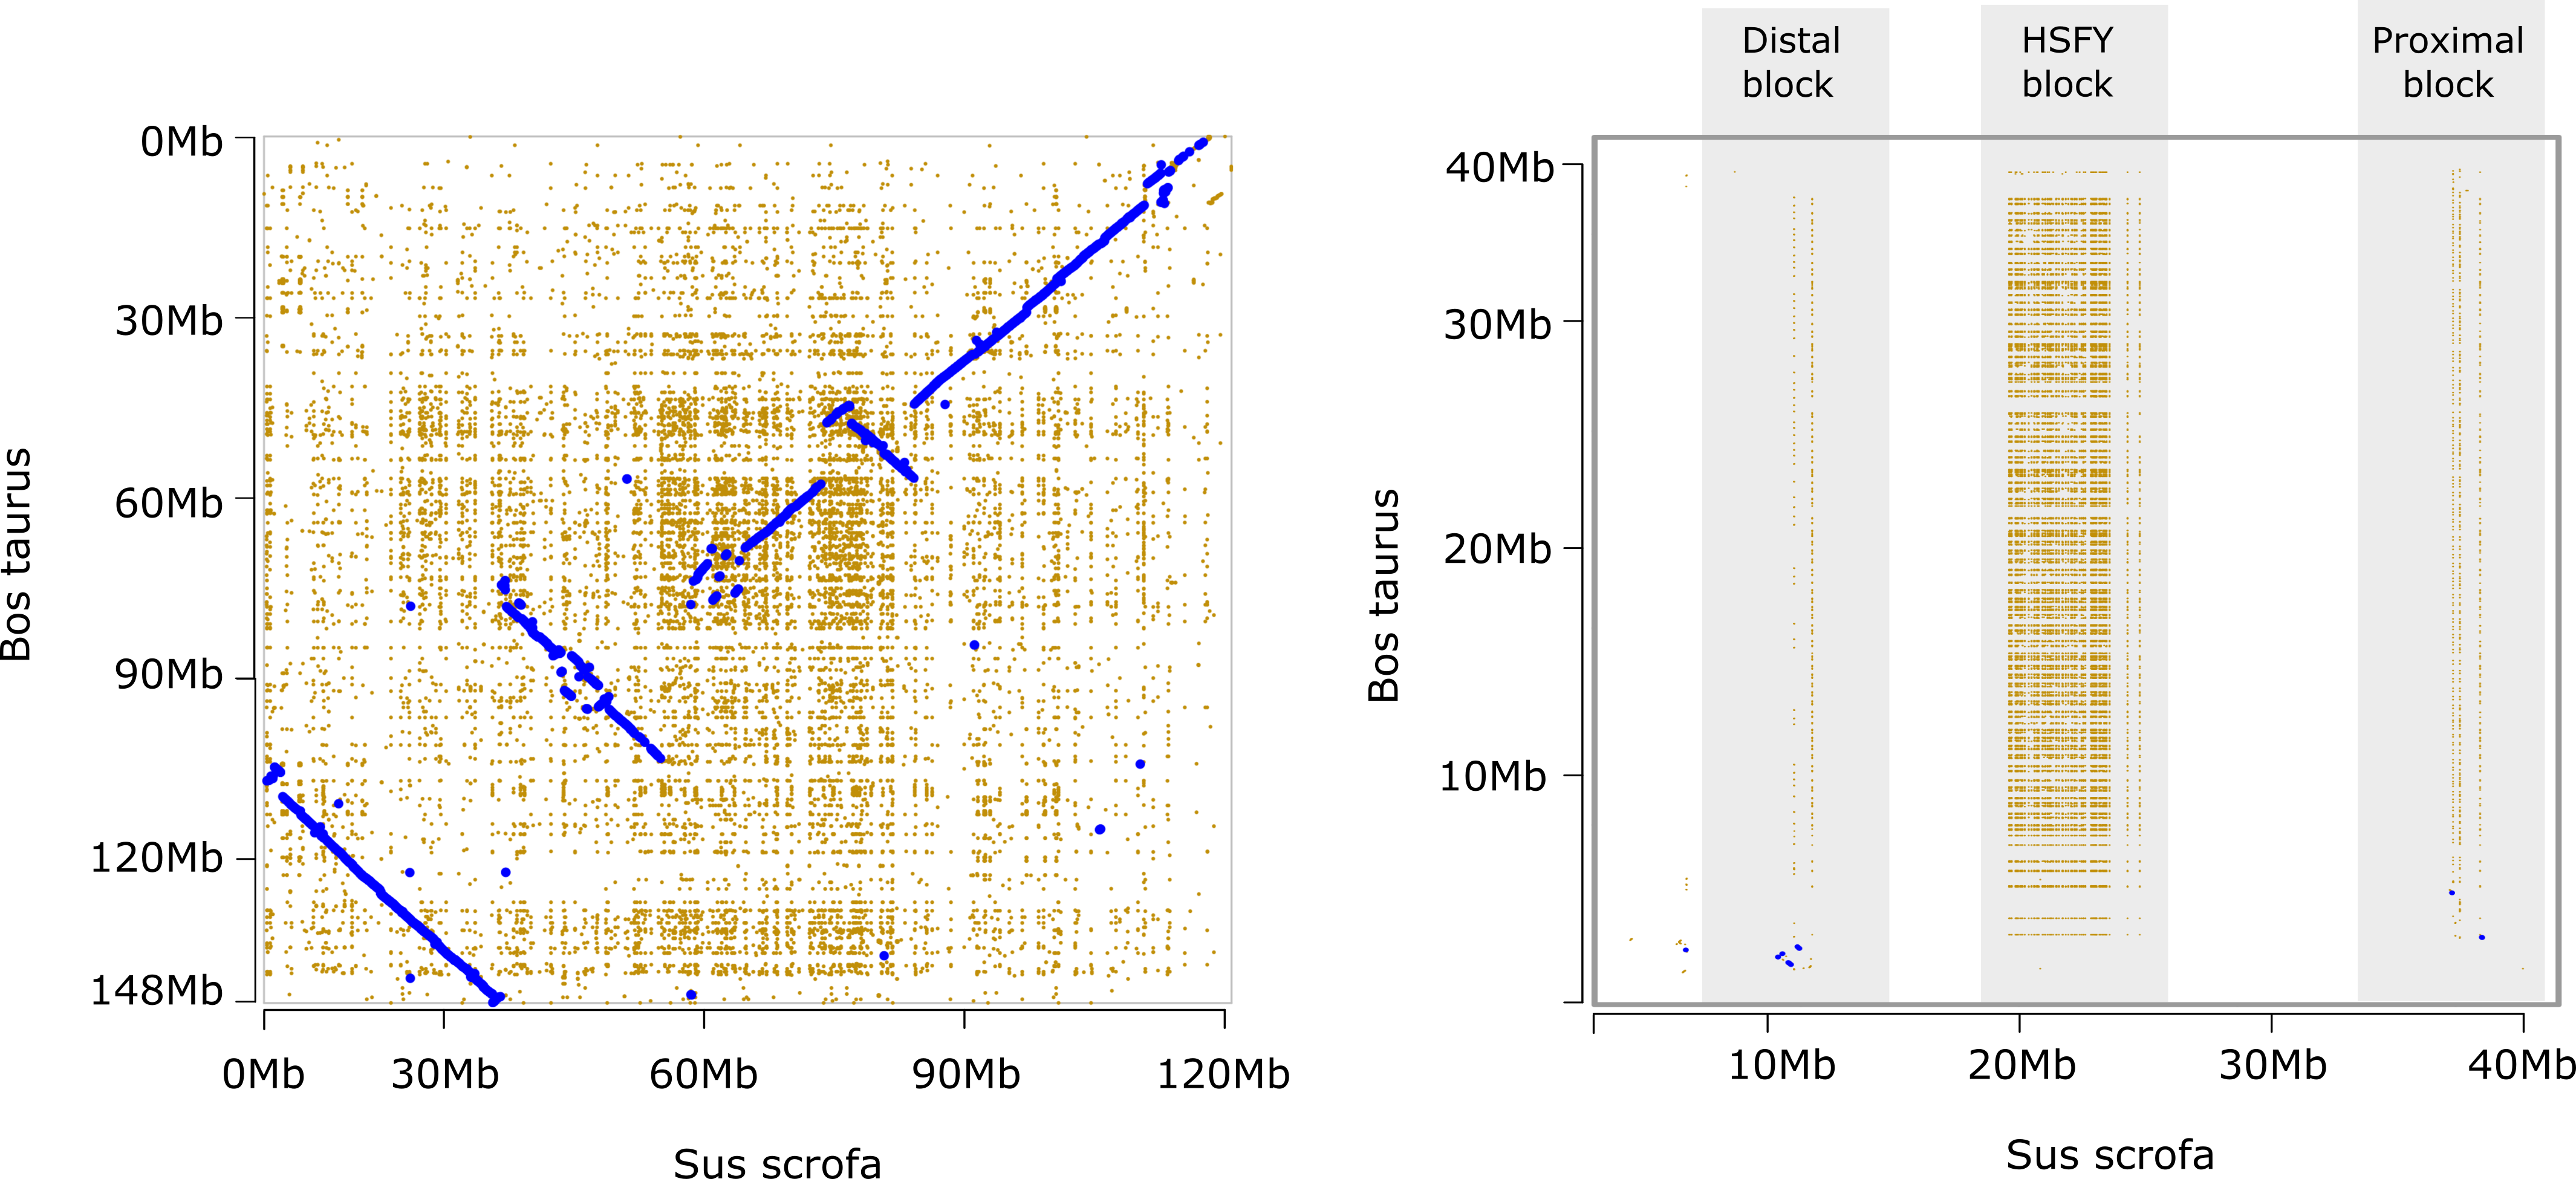 Bos taurus
0Mb
30Mb
60Mb
90Mb
120Mb
148Mb
0Mb 30Mb 60Mb 90Mb 120Mb
Sus scrofa
Distal
block
HSFY
block
Proximal
block
Bos taurus
40Mb
30Mb
20Mb
10Mb
10Mb 20Mb 30Mb 40Mb
Sus scrofa